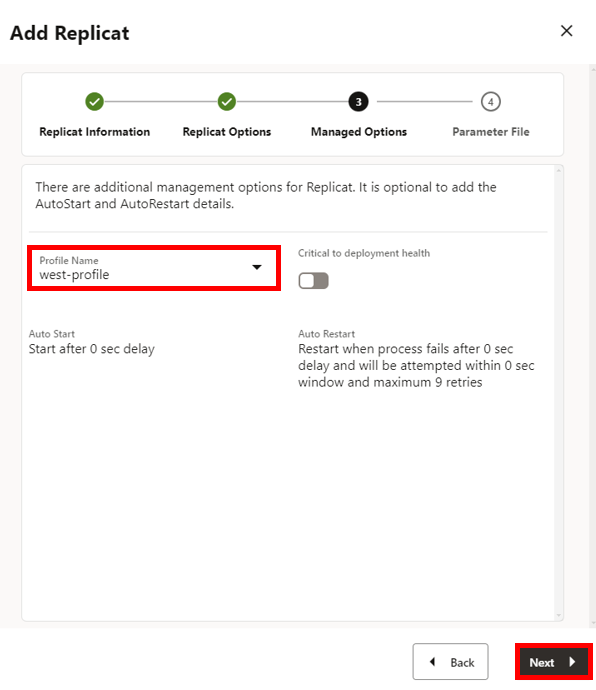 Add Replicat
3
4
Replicat Information
Replicat Options
Managed Options
Parameter File
There are additional management options for Replicat. It is optional to add the
AutoStart and AutoRestart details.
Profile Name
west-profile
Critical to deployment health
Auto Start
Start after 0 sec delay
Auto Restart
Restart when process fails after 0 sec
delay and will be attempted within 0 sec
window and maximum 9 retries
Back
Next